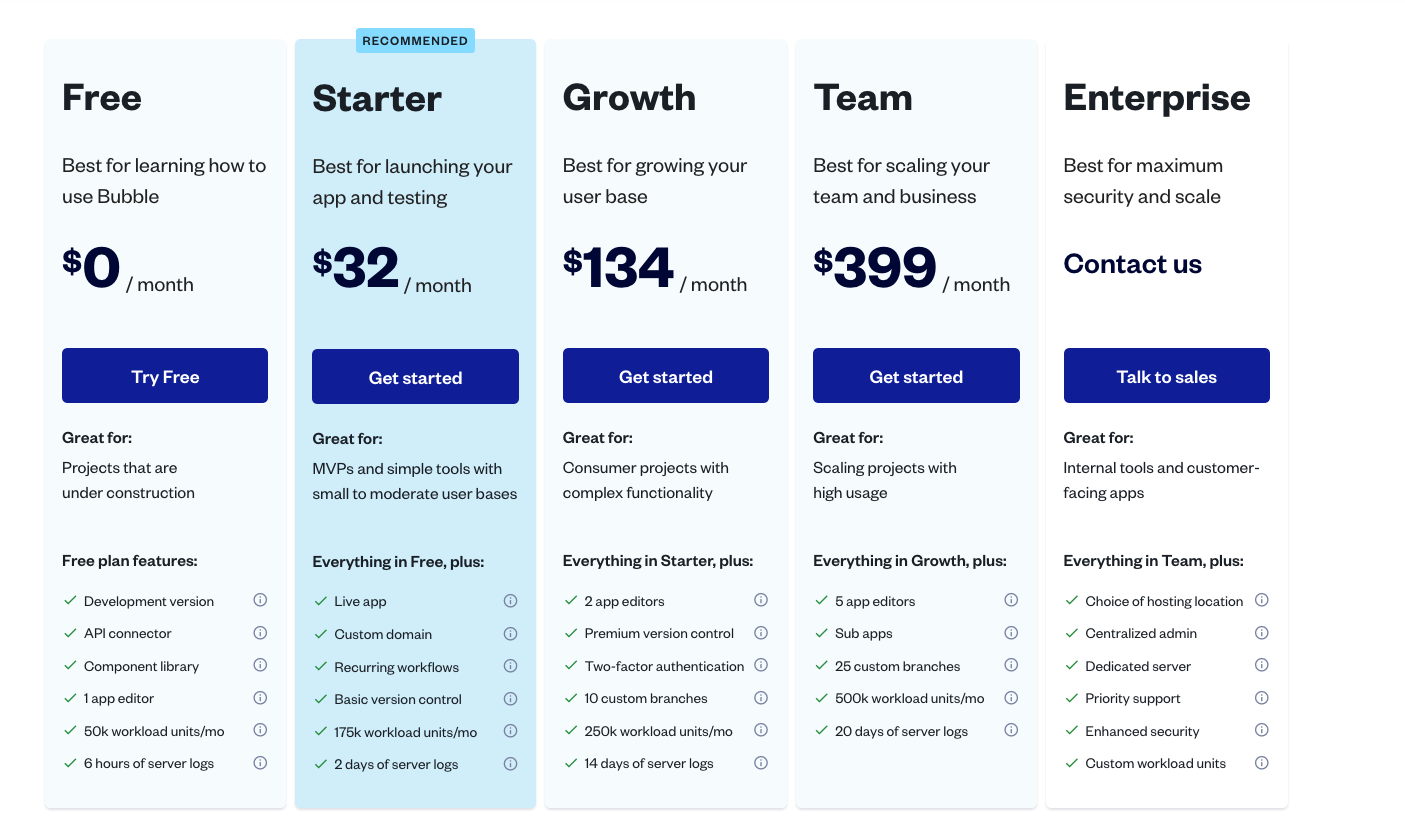 RECOMMENDED
Free
Best for learning how to
use Bubble
$0 / month
Try Free
Great for:
Projects that are
under construction
Free plan features:
Development version
API connector
Component library
1 app editor
50k workload units/mo
6 hours of server logs
Starter
Best for launching your
app and testing
$32 / month
Get started
Great for:
MVPs and simple tools with
small to moderate user bases
Everything in Free, plus:
Live app
Custom domain
Recurring workflows
Basic version control
175k workload units/mo
2 days of server logs
Growth
Best for growing your
user base
$134 / month
Get started
Great for:
Consumer projects with
complex functionality
Everything in Starter, plus:
2 app editors
Premium version control
Two-factor authentication
10 custom branches
250k workload units/mo
14 days of server logs
Team
Best for scaling your
team and business
$399 / month
Get started
Great for:
Scaling projects with
high usage
Everything in Growth, plus:
5 app editors
Sub apps
25 custom branches
500k workload units/mo
20 days of server logs
Enterprise
Best for maximum
security and scale
Contact us
Talk to sales
Great for:
Internal tools and customer-
facing apps
Everything in Team, plus:
Choice of hosting location
Centralized admin
Dedicated server
Priority support
Enhanced security
Custom workload units